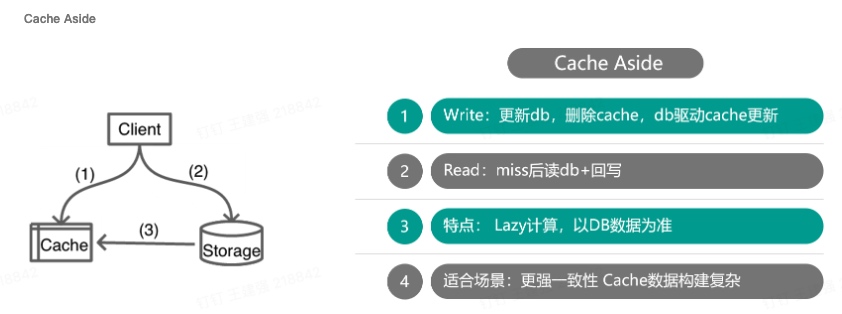 Cache Aside
Cache Aside
1 Write：更新db，删除cache，db驱动cache更新
2 Read：miss后读db+回写
3 特点： Lazy计算，以DB数据为准
4 适合场景：更强一致性 Cache数据构建复杂
Client
(1)
(2)
(3)
Cache
Storage